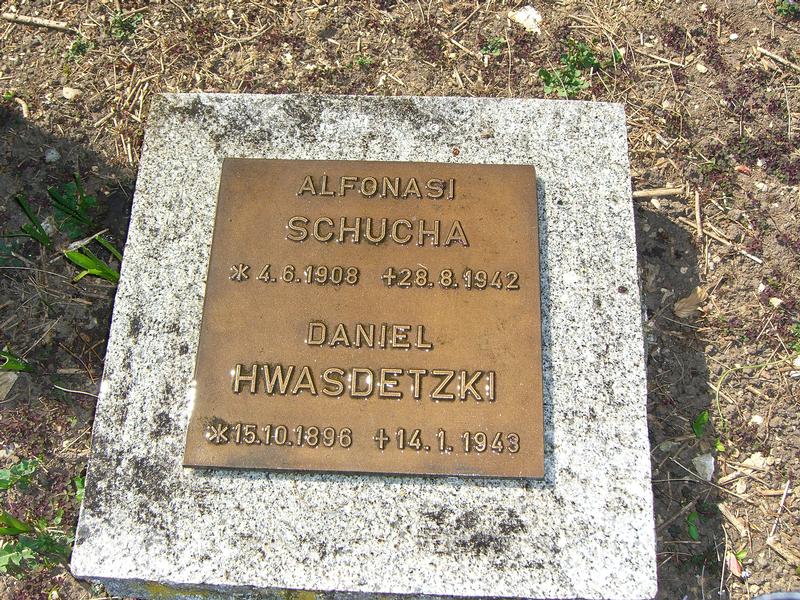 ALFONASI
SCHUCHA
* 4.6.1908 +28.8.1942
DANIEL
HWASDETZKI
*15.10.1896 +14.1.1943